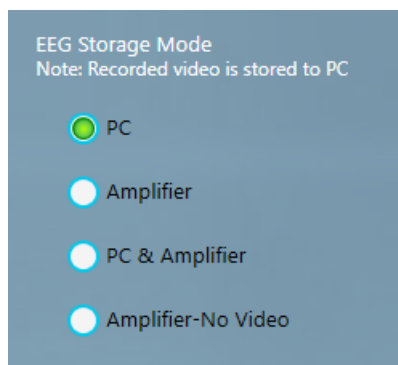 EEG Storage Mode
Note: Recorded video is stored to PC
PC
Amplifier
PC & Amplifier
Amplifier-No Video